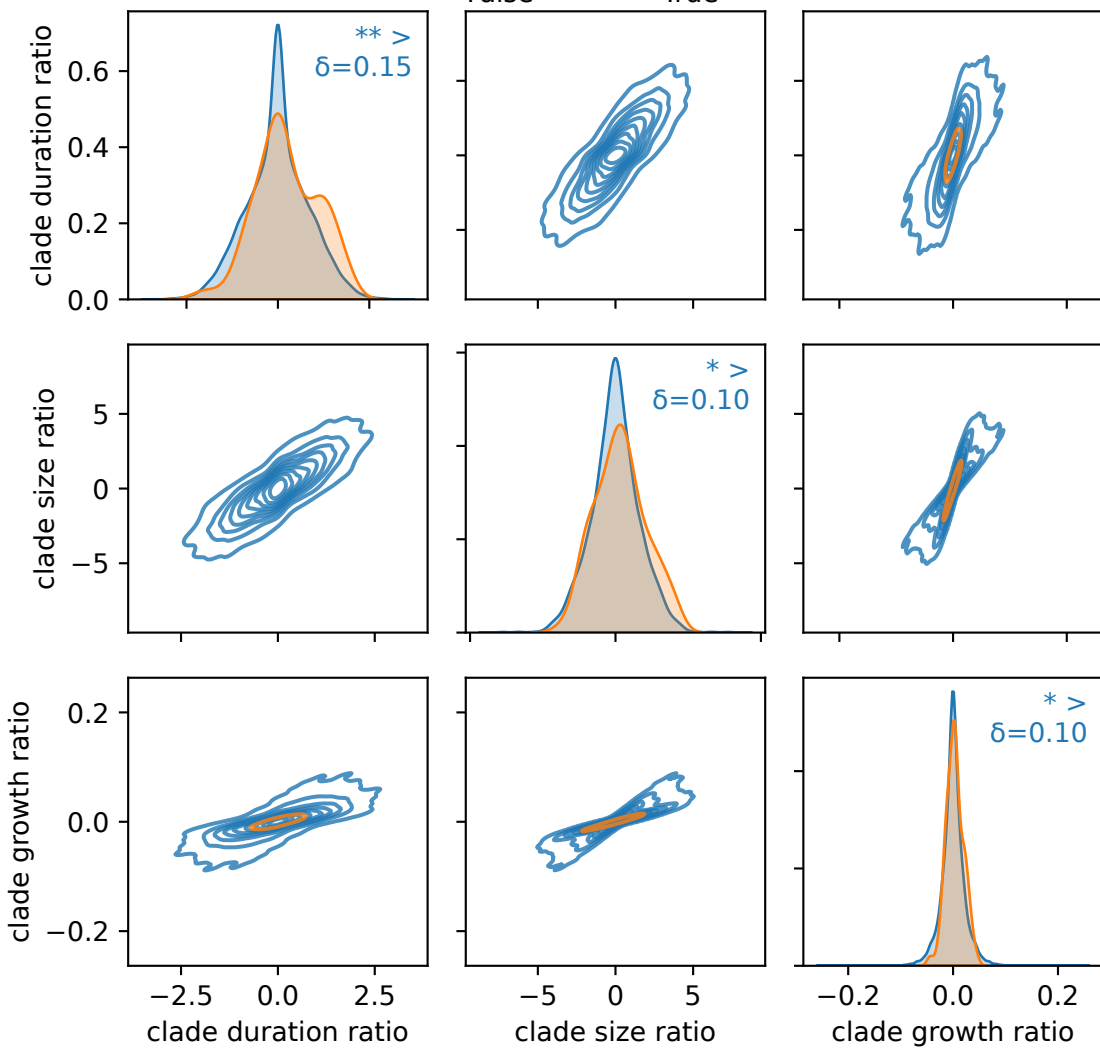 True
clade duration ratio
0.6
0.4
0.2
0.0
** >
δ=0.15
clade size ratio
5
0
−5
* >
δ=0.10
clade growth ratio
0.2
0.0
−0.2
* >
δ=0.10
−2.5 0.0 2.5
−5 0 5
−0.2 0.0 0.2
clade duration ratio
clade size ratio
clade growth ratio